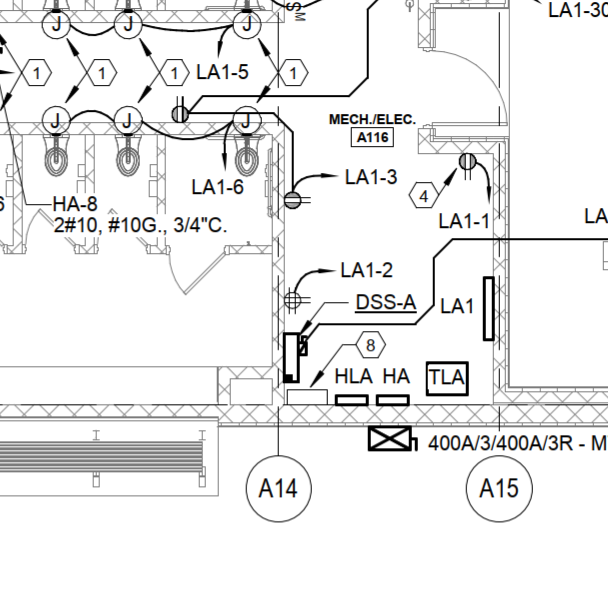 J
J
J
SM
LA1-30
1
1
LA1-5
1
J
J
J
MECH./ELEC.
A116
LA1-6
LA1-3
4
6
HA-8
2#10, #10G., 3/4"C.
LA1-1
LA
LA1-2
DSS-A
LA1
8
HLA
HA
TLA
400A/3/400A/3R - M
A14
A15